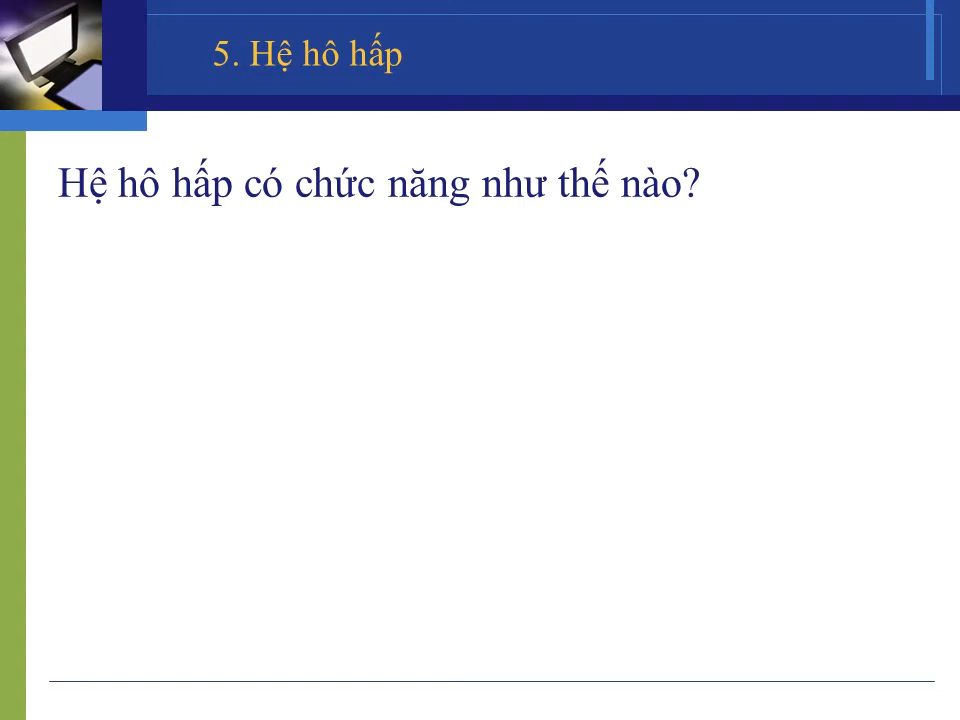 5. Hệ hô hấp
Hệ hô hấp có chức năng như thế nào?